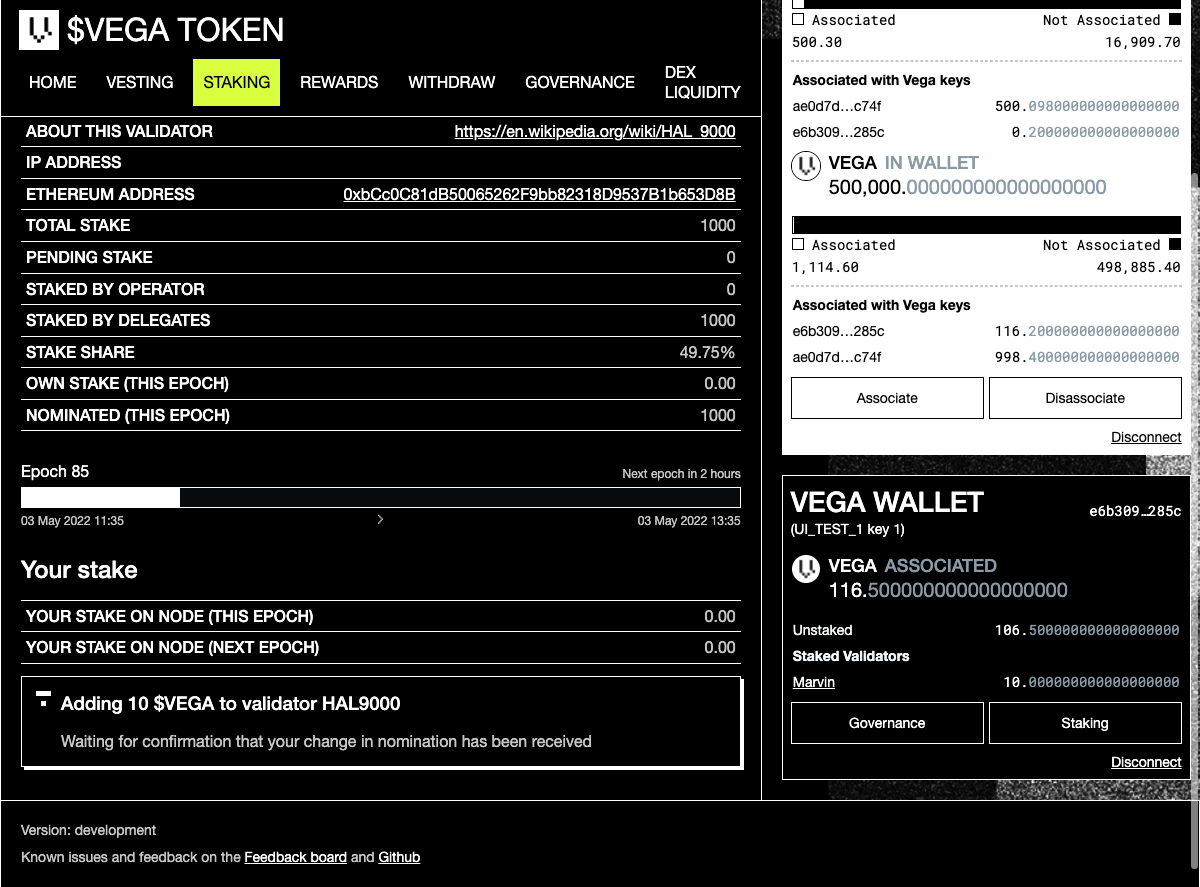 $VEGA TOKEN
HOME VESTING STAKING REWARDS WITHDRAW GOVERNANCE DEX LIQUIDITY
ABOUT THIS VALIDATOR https://en.wikipedia.org/wiki/HAL_9000
IP ADDRESS
ETHEREUM ADDRESS 0xbCc0C81dB50065262F9bb82318D9537B1b653D8B
TOTAL STAKE 1000
PENDING STAKE 0
STAKED BY OPERATOR 0
STAKED BY DELEGATES 1000
STAKE SHARE 49.75%
OWN STAKE (THIS EPOCH) 0.00
NOMINATED (THIS EPOCH) 1000
Epoch 85 Next epoch in 2 hours
03 May 2022 11:35 03 May 2022 13:35
Your stake
YOUR STAKE ON NODE (THIS EPOCH) 0.00
YOUR STAKE ON NODE (NEXT EPOCH) 0.00
Adding 10 $VEGA to validator HAL9000
Waiting for confirmation that your change in nomination has been received
Associated Not Associated
500.30 16,909.70
Associated with Vega keys
ae0d7d…c74f 500.098000000000000000
e6b309…285c 0.200000000000000000
VEGA IN WALLET
500,000.000000000000000000
Associated Not Associated
1,114.60 498,885.40
Associated with Vega keys
e6b309…285c 116.200000000000000000
ae0d7d…c74f 998.400000000000000000
Associate Disassociate
Disconnect
VEGA WALLET e6b309…285c
(UI_TEST_1 key 1)
VEGA ASSOCIATED
116.500000000000000000
Unstaked 106.500000000000000000
Staked Validators
Marvin 10.000000000000000000
Governance Staking
Disconnect
Version: development
Known issues and feedback on the Feedback board and Github